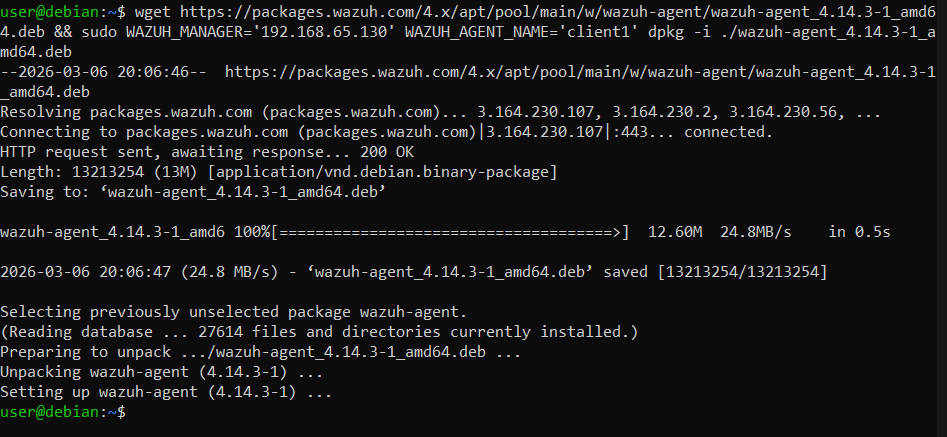 user@debian:~$ wget https://packages.wazuh.com/4.x/apt/pool/main/w/wazuh-agent/wazuh-agent_4.14.3-1_amd6
4.deb && sudo WAZUH_MANAGER='192.168.65.130' WAZUH_AGENT_NAME='client1' dpkg -i ./wazuh-agent_4.14.3-1_a
md64.deb
--2026-03-06 20:06:46--  https://packages.wazuh.com/4.x/apt/pool/main/w/wazuh-agent/wazuh-agent_4.14.3-1
_amd64.deb
Resolving packages.wazuh.com (packages.wazuh.com)... 3.164.230.107, 3.164.230.2, 3.164.230.56, ...
Connecting to packages.wazuh.com (packages.wazuh.com)|3.164.230.107|:443... connected.
HTTP request sent, awaiting response... 200 OK
Length: 13213254 (13M) [application/vnd.debian.binary-package]
Saving to: ‘wazuh-agent_4.14.3-1_amd64.deb’
wazuh-agent_4.14.3-1_amd6 100%[=====================================>]  12.60M  24.8MB/s    in 0.5s
2026-03-06 20:06:47 (24.8 MB/s) - ‘wazuh-agent_4.14.3-1_amd64.deb’ saved [13213254/13213254]
Selecting previously unselected package wazuh-agent.
(Reading database ... 27614 files and directories currently installed.)
Preparing to unpack .../wazuh-agent_4.14.3-1_amd64.deb ...
Unpacking wazuh-agent (4.14.3-1) ...
Setting up wazuh-agent (4.14.3-1) ...
user@debian:~$